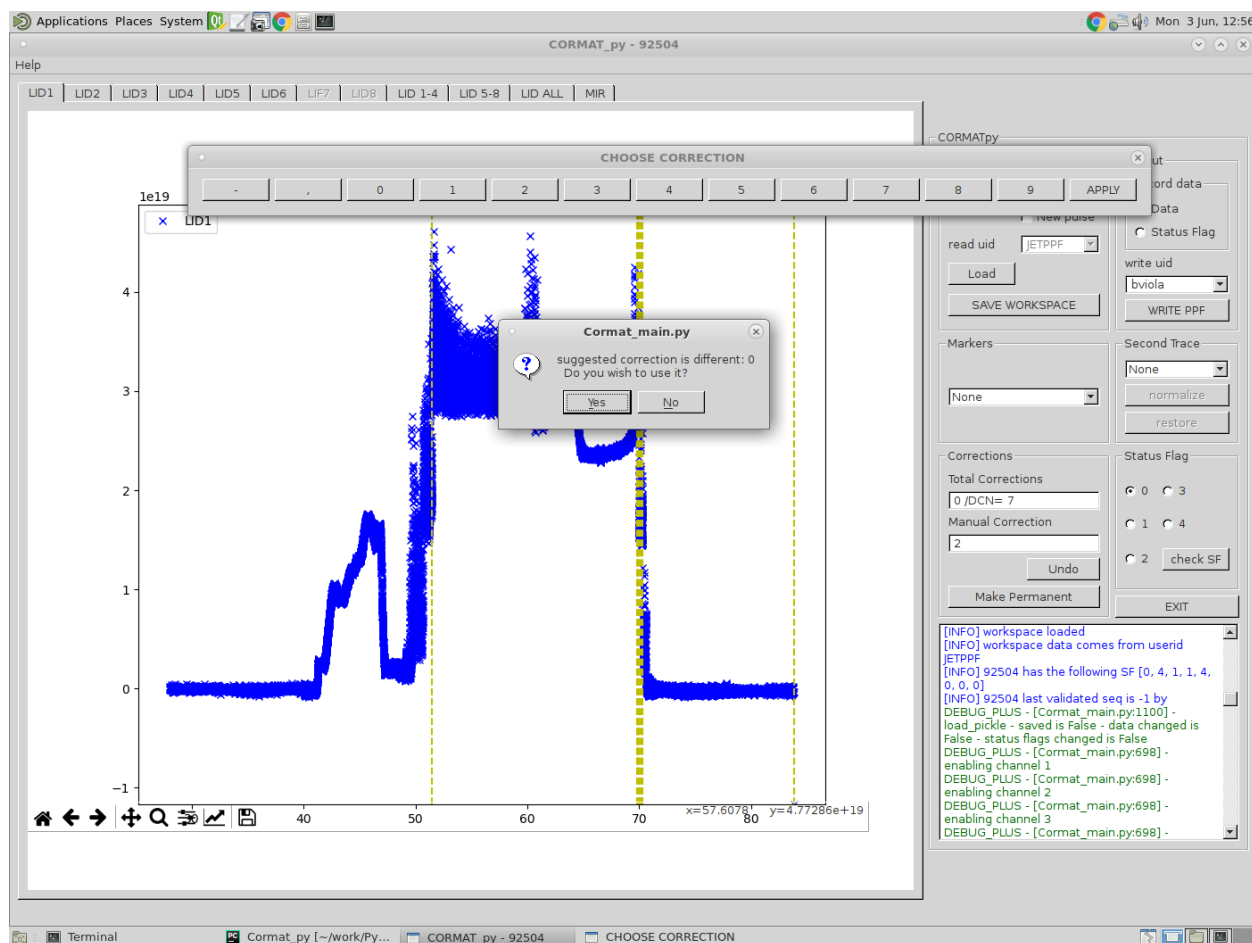 Applications Places System
Mon 3 Jun, 12:56
CORMAT_py - 92504
Help
LID1 LID2 LID3 LID4 LID5 LID6 LIF7 LID8 LID 1-4 LID 5-8 LID ALL MIR
CORMATpy
CHOOSE CORRECTION
- , 0 1 2 3 4 5 6 7 8 9 APPLY
ut
ord data
New pulse
Data
Status Flag
read uid JETPPF
Load
SAVE WORKSPACE
write uid
bviola
WRITE PPF
Markers
None
Second Trace
None
normalize
restore
Corrections
Total Corrections
0 /DCN= 7
Manual Correction
2
Undo
Make Permanent
Status Flag
0 3
1 4
2 check SF
EXIT
1e19
LID1
4
3
2
1
0
−1
40 50 60 70 80
x=57.6078 y=4.77286e+19
Cormat_main.py
suggested correction is different: 0
Do you wish to use it?
Yes No
[INFO] workspace loaded
[INFO] workspace data comes from userid
JETPPF
[INFO] 92504 has the following SF [0, 4, 1, 1, 4,
0, 0, 0]
[INFO] 92504 last validated seq is -1 by
DEBUG_PLUS - [Cormat_main.py:1100] -
load_pickle - saved is False - data changed is
False - status flags changed is False
DEBUG_PLUS - [Cormat_main.py:698] -
enabling channel 1
DEBUG_PLUS - [Cormat_main.py:698] -
enabling channel 2
DEBUG_PLUS - [Cormat_main.py:698] -
enabling channel 3
DEBUG_PLUS - [Cormat_main.py:698] -
Terminal
Cormat_py [~/work/Py...
CORMAT_py - 92504
CHOOSE CORRECTION